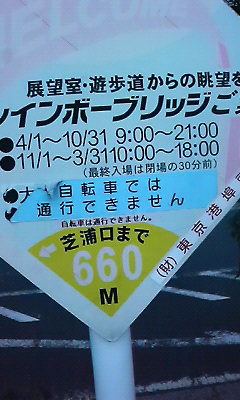 展望室・遊歩道からの眺望を
ンインボーブリッジご
●4/1～10/31 9:00～21:00
●11/1～3/31 10:00～18:00
(最終入場は閉場の30分前)
自転車では
通行できません
自転車は通行できません。
芝浦口まで
660
M
(財)東京港埠